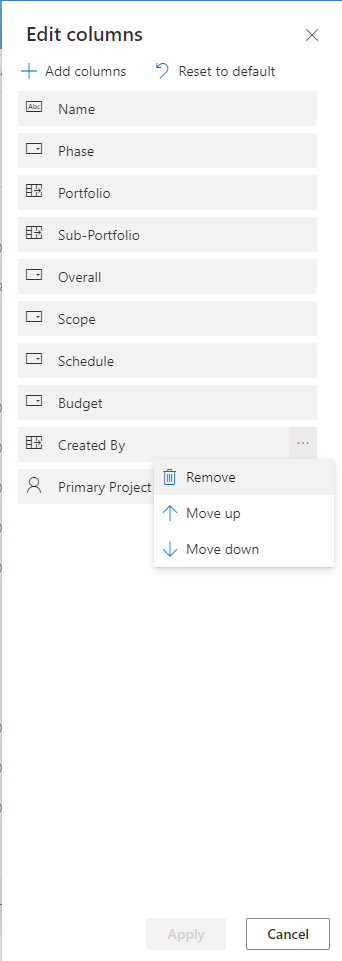 Edit columns
Add columns Reset to default
Abc Name
Phase
Portfolio
Sub-Portfolio
Overall
Scope
Schedule
Budget
Created By ...
Primary Project
Remove
Move up
Move down
Apply Cancel